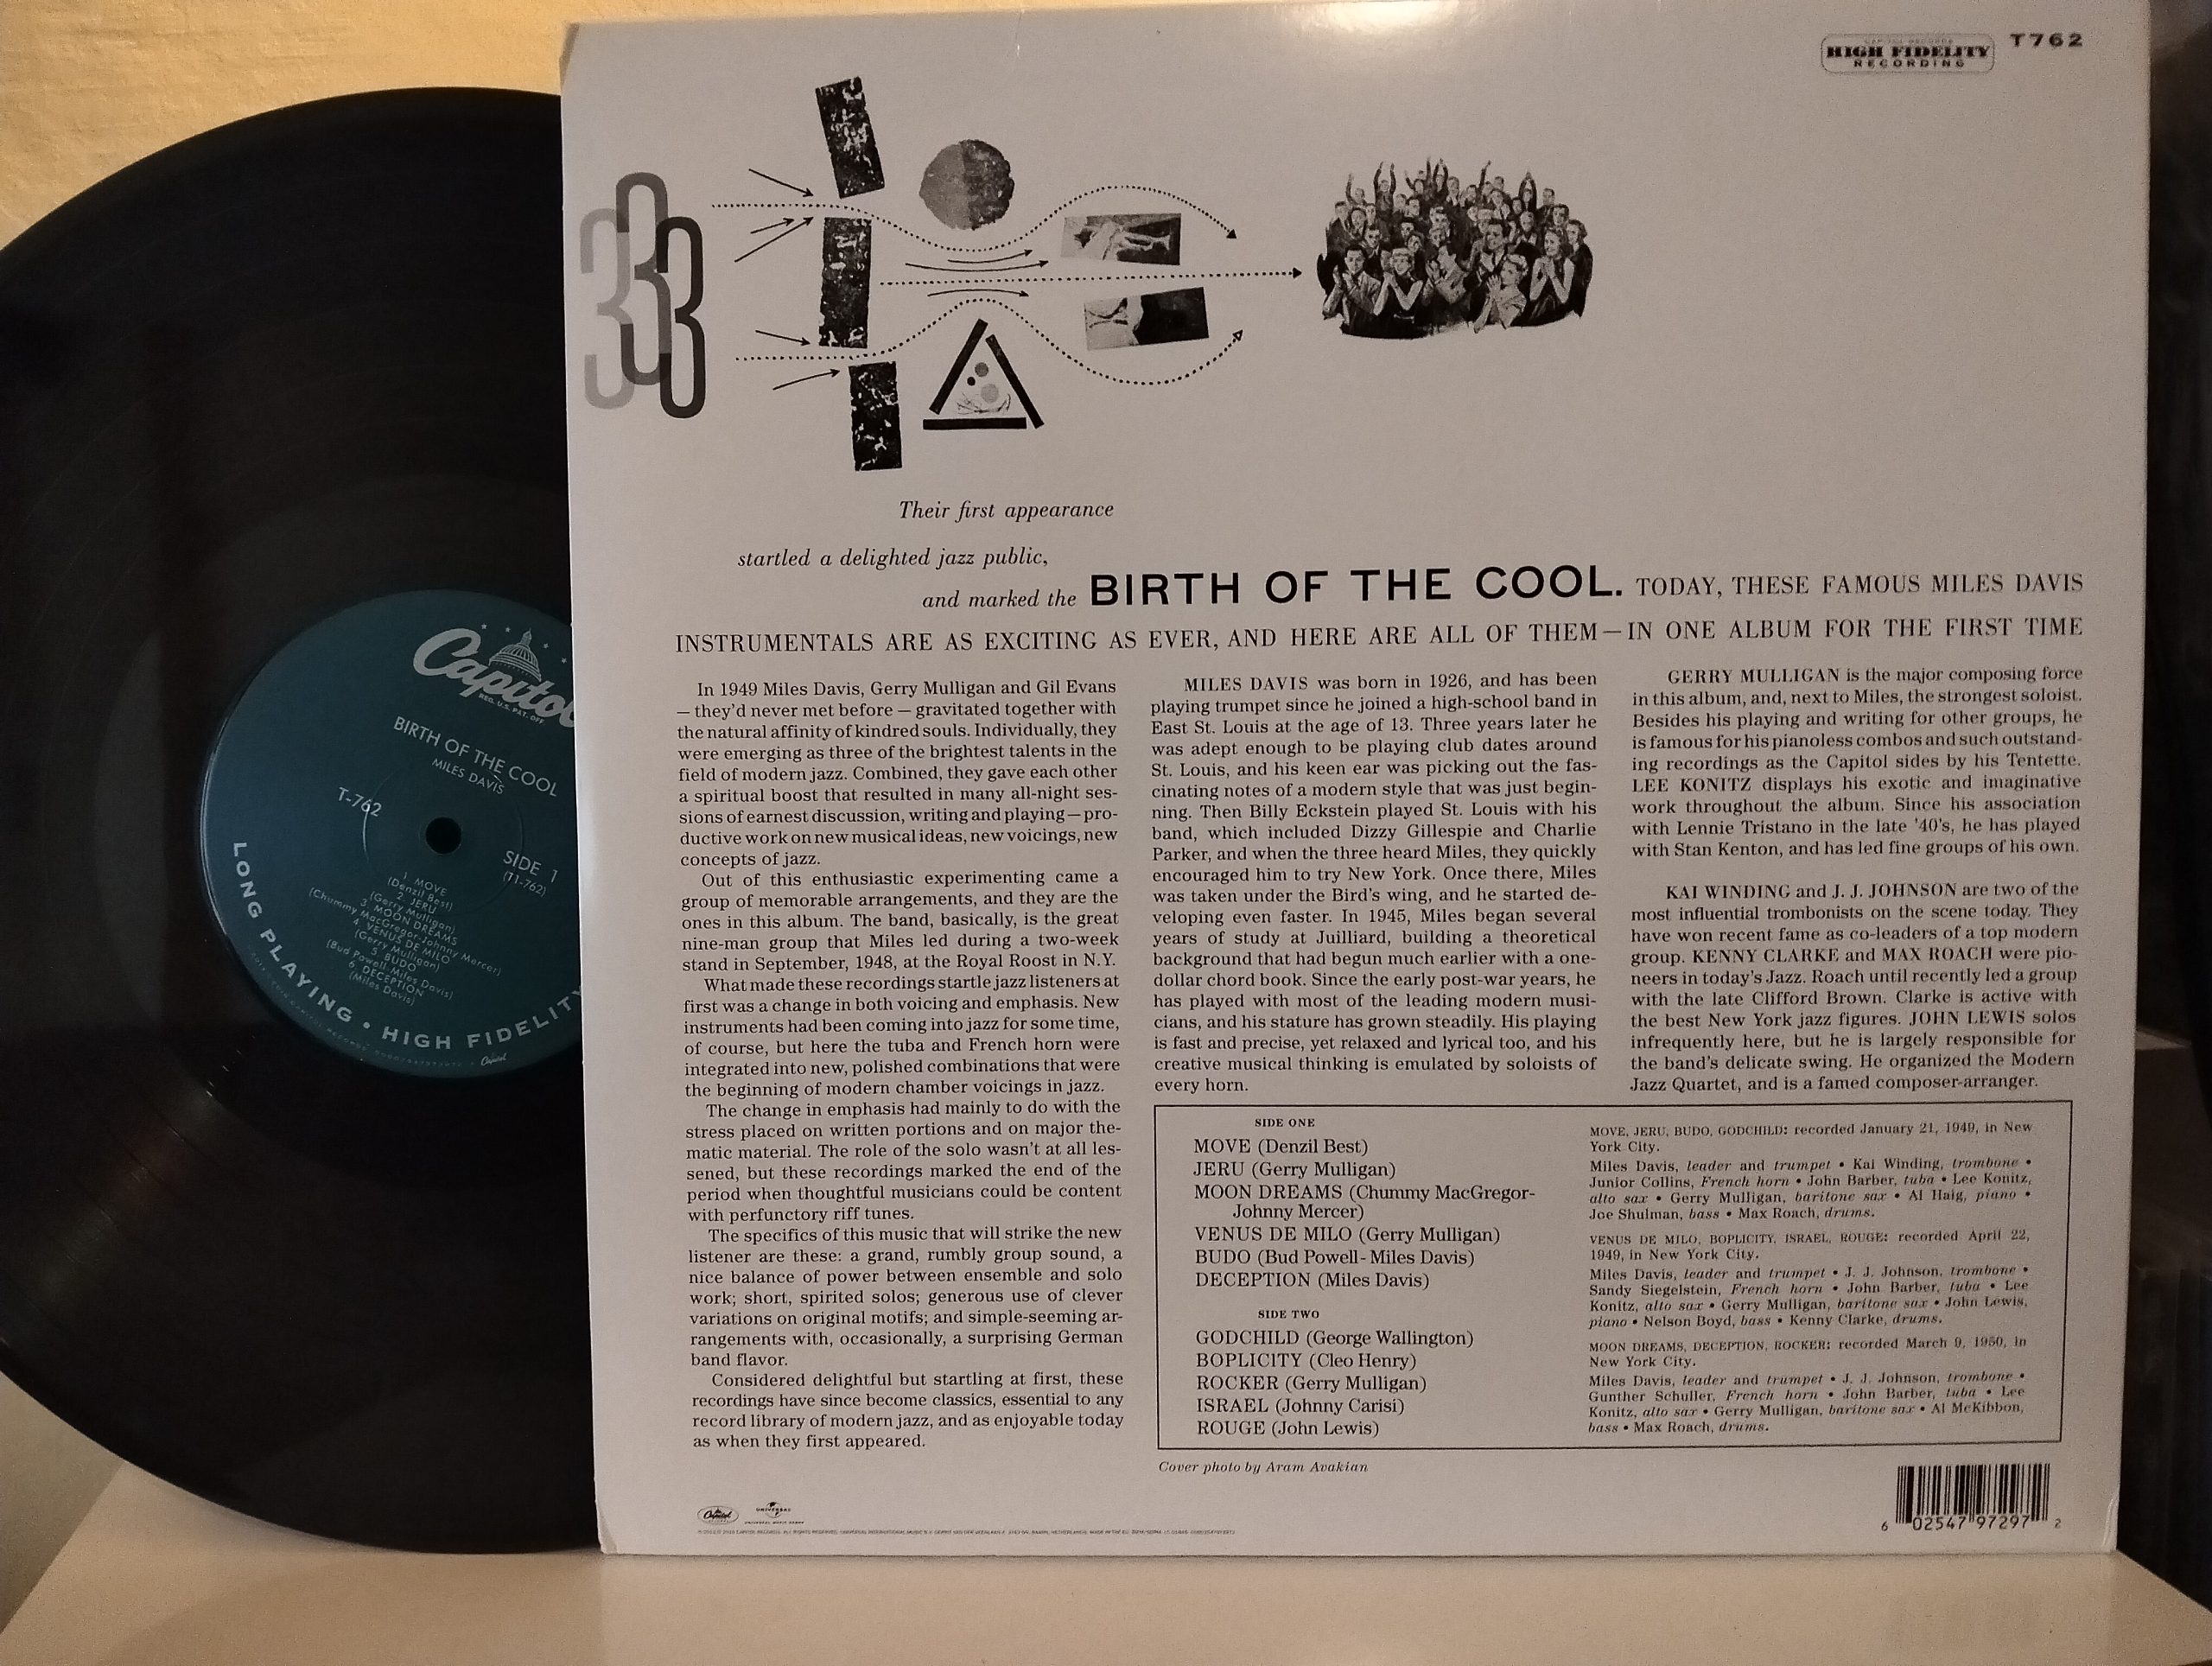 Capitol
REG. U.S. PAT. OFF.
BIRTH OF THE COOL
MILES DAVIS
T-762
SIDE 1
(T1-762)
1 MOVE
(Denzil Best)
2. JERU
(Gerry Mulligan)
3. MOON DREAMS
(Chummy MacGregor-Johnny Mercer)
4. VENUS DE MILO
(Gerry Mulligan)
5. BUDO
(Bud Powell-Miles Davis)
6. DECEPTION
(Miles Davis)
LONG PLAYING • HIGH FIDELITY
Capitol
HIGH FIDELITY
RECORDING
T762
333
Their first appearance
startled a delighted jazz public,
and marked the BIRTH OF THE COOL. TODAY, THESE FAMOUS MILES DAVIS
INSTRUMENTALS ARE AS EXCITING AS EVER, AND HERE ARE ALL OF THEM—IN ONE ALBUM FOR THE FIRST TIME
In 1949 Miles Davis, Gerry Mulligan and Gil Evans
— they'd never met before — gravitated together with
the natural affinity of kindred souls. Individually, they
were emerging as three of the brightest talents in the
field of modern jazz. Combined, they gave each other
a spiritual boost that resulted in many all-night ses-
sions of earnest discussion, writing and playing — pro-
ductive work on new musical ideas, new voicings, new
concepts of jazz.
Out of this enthusiastic experimenting came a
group of memorable arrangements, and they are the
ones in this album. The band, basically, is the great
nine-man group that Miles led during a two-week
stand in September, 1948, at the Royal Roost in N.Y.
What made these recordings startle jazz listeners at
first was a change in both voicing and emphasis. New
instruments had been coming into jazz for some time,
of course, but here the tuba and French horn were
integrated into new, polished combinations that were
the beginning of modern chamber voicings in jazz.
The change in emphasis had mainly to do with the
stress placed on written portions and on major the-
matic material. The role of the solo wasn't at all les-
sened, but these recordings marked the end of the
period when thoughtful musicians could be content
with perfunctory riff tunes.
The specifics of this music that will strike the new
listener are these: a grand, rumbly group sound, a
nice balance of power between ensemble and solo
work; short, spirited solos; generous use of clever
variations on original motifs; and simple-seeming ar-
rangements with, occasionally, a surprising German
band flavor.
Considered delightful but startling at first, these
recordings have since become classics, essential to any
record library of modern jazz, and as enjoyable today
as when they first appeared.
MILES DAVIS was born in 1926, and has been
playing trumpet since he joined a high-school band in
East St. Louis at the age of 13. Three years later he
was adept enough to be playing club dates around
St. Louis, and his keen ear was picking out the fas-
cinating notes of a modern style that was just begin-
ning. Then Billy Eckstein played St. Louis with his
band, which included Dizzy Gillespie and Charlie
Parker, and when the three heard Miles, they quickly
encouraged him to try New York. Once there, Miles
was taken under the Bird's wing, and he started de-
veloping even faster. In 1945, Miles began several
years of study at Juilliard, building a theoretical
background that had begun much earlier with a one-
dollar chord book. Since the early post-war years, he
has played with most of the leading modern musi-
cians, and his stature has grown steadily. His playing
is fast and precise, yet relaxed and lyrical too, and his
creative musical thinking is emulated by soloists of
every horn.
GERRY MULLIGAN is the major composing force
in this album, and, next to Miles, the strongest soloist.
Besides his playing and writing for other groups, he
is famous for his pianoless combos and such outstand-
ing recordings as the Capitol sides by his Tentette.
LEE KONITZ displays his exotic and imaginative
work throughout the album. Since his association
with Lennie Tristano in the late '40's, he has played
with Stan Kenton, and has led fine groups of his own.
KAI WINDING and J. J. JOHNSON are two of the
most influential trombonists on the scene today. They
have won recent fame as co-leaders of a top modern
group. KENNY CLARKE and MAX ROACH were pio-
neers in today's Jazz. Roach until recently led a group
with the late Clifford Brown. Clarke is active with
the best New York jazz figures. JOHN LEWIS solos
infrequently here, but he is largely responsible for
the band's delicate swing. He organized the Modern
Jazz Quartet, and is a famed composer-arranger.
SIDE ONE
MOVE (Denzil Best)
JERU (Gerry Mulligan)
MOON DREAMS (Chummy MacGregor-
Johnny Mercer)
VENUS DE MILO (Gerry Mulligan)
BUDO (Bud Powell-Miles Davis)
DECEPTION (Miles Davis)
SIDE TWO
GODCHILD (George Wallington)
BOPLICITY (Cleo Henry)
ROCKER (Gerry Mulligan)
ISRAEL (Johnny Carisi)
ROUGE (John Lewis)
MOVE, JERU, BUDO, GODCHILD: recorded January 21, 1949, in New
York City.
Miles Davis, leader and trumpet • Kai Winding, trombone •
Junior Collins, French horn • John Barber, tuba • Lee Konitz,
alto sax • Gerry Mulligan, baritone sax • Al Haig, piano •
Joe Shulman, bass • Max Roach, drums.
VENUS DE MILO, BOPLICITY, ISRAEL, ROUGE: recorded April 22,
1949, in New York City.
Miles Davis, leader and trumpet • J. J. Johnson, trombone •
Sandy Siegelstein, French horn • John Barber, tuba • Lee
Konitz, alto sax • Gerry Mulligan, baritone sax • John Lewis,
piano • Nelson Boyd, bass • Kenny Clarke, drums.
MOON DREAMS, DECEPTION, ROCKER: recorded March 9, 1950, in
New York City.
Miles Davis, leader and trumpet • J. J. Johnson, trombone •
Gunther Schuller, French horn • John Barber, tuba • Lee
Konitz, alto sax • Gerry Mulligan, baritone sax • Al McKibbon,
bass • Max Roach, drums.
Cover photo by Aram Avakian
Capitol
UNIVERSAL
UNIVERSAL MUSIC GROUP
6 02547 97297 2